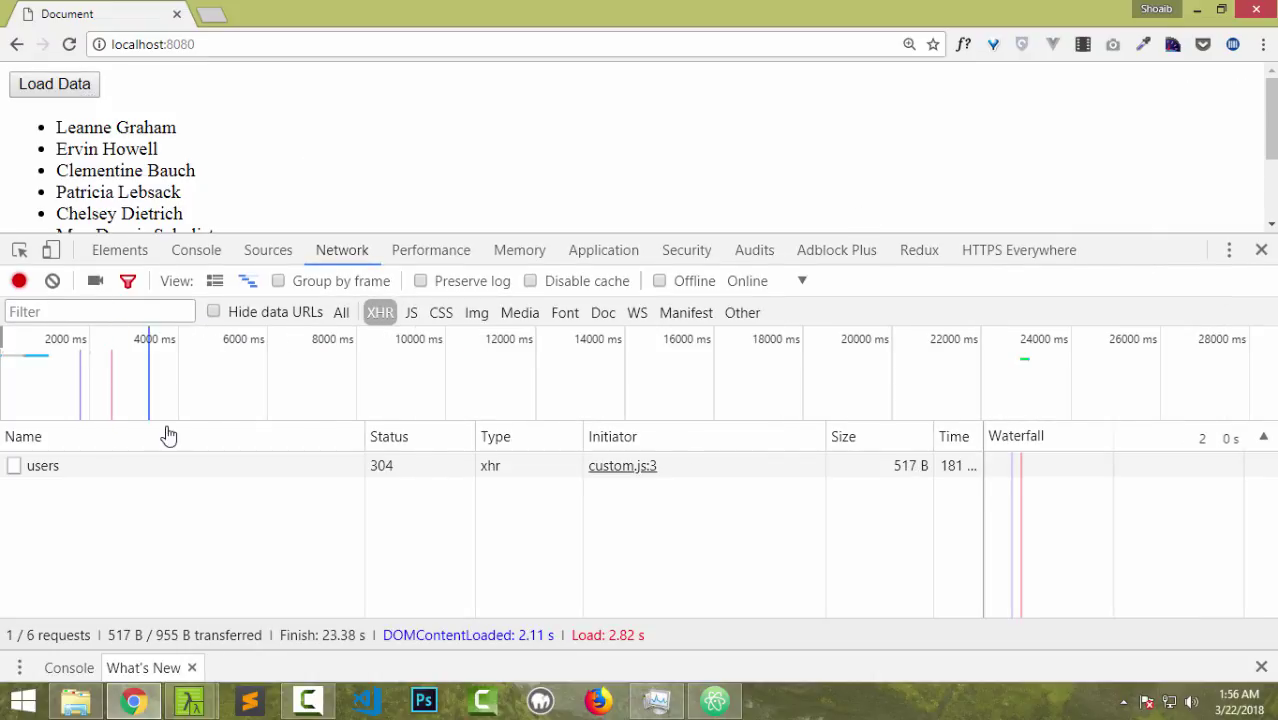 Document
Shoaib
localhost:8080
f?
Load Data
Leanne Graham
Ervin Howell
Clementine Bauch
Patricia Lebsack
Chelsey Dietrich
Elements Console Sources Network Performance Memory Application Security Audits Adblock Plus Redux HTTPS Everywhere
View: Group by frame Preserve log Disable cache Offline Online
Filter Hide data URLs All XHR JS CSS Img Media Font Doc WS Manifest Other
2000 ms 4000 ms 6000 ms 8000 ms 10000 ms 12000 ms 14000 ms 16000 ms 18000 ms 20000 ms 22000 ms 24000 ms 26000 ms 28000 ms
Name Status Type Initiator Size Time Waterfall 2 0 s
users 304 xhr custom.js:3 517 B 181 ...
1 / 6 requests | 517 B / 955 B transferred | Finish: 23.38 s | DOMContentLoaded: 2.11 s | Load: 2.82 s
Console What's New
Ps
1:56 AM
3/22/2018